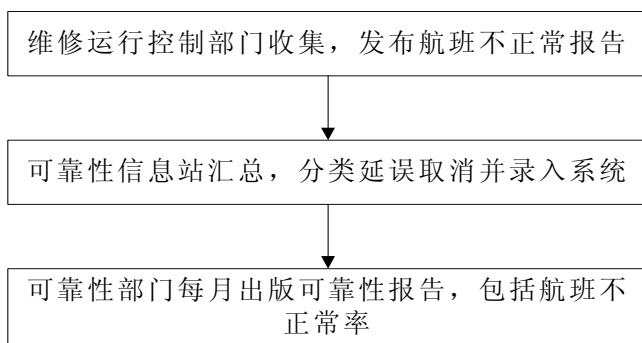 维修运行控制部门收集，发布航班不正常报告
可靠性信息站汇总，分类延误取消并录入系统
可靠性部门每月出版可靠性报告，包括航班不
正常率